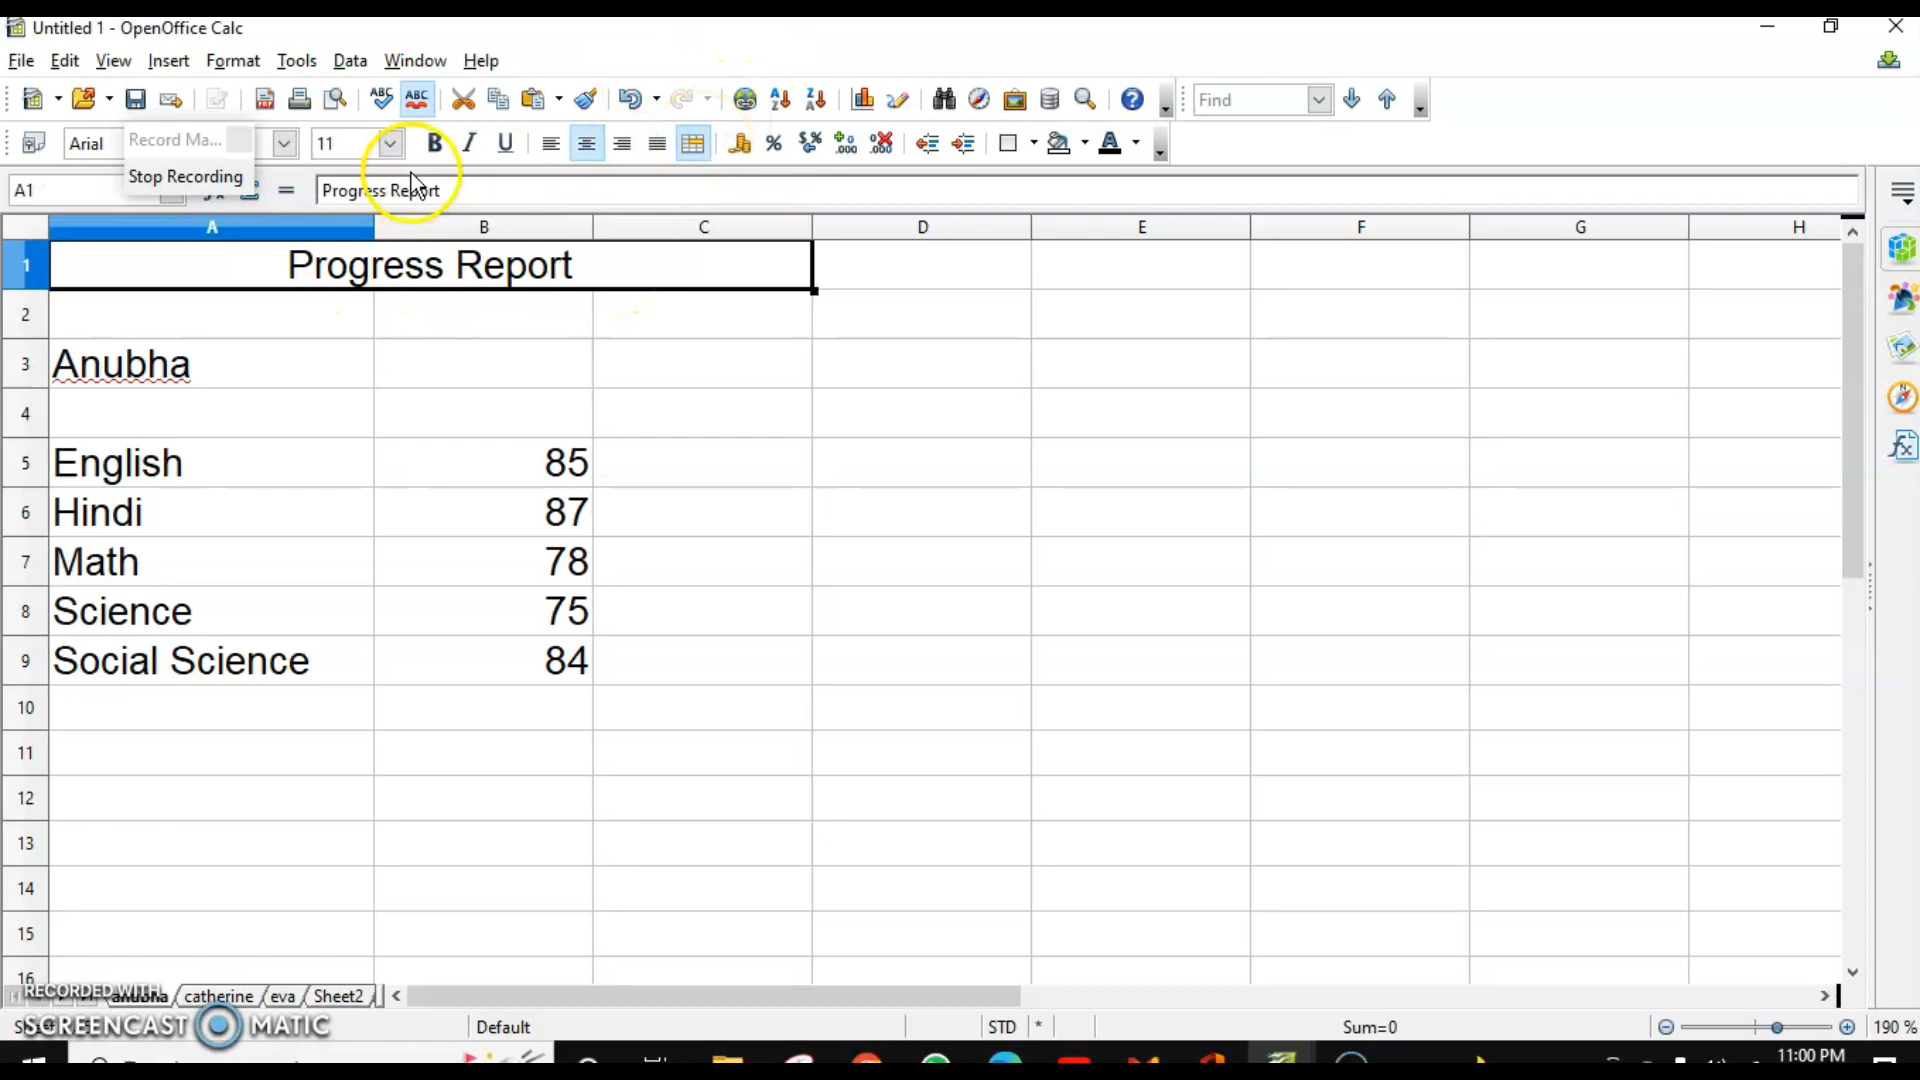 Untitled 1 - OpenOffice Calc
File Edit View Insert Format Tools Data Window Help
Find
Arial
Record Ma...
11
Stop Recording
A1
Progress Report
A B C D E F G H
1 Progress Report
2
3 Anubha
4
5 English 85
6 Hindi 87
7 Math 78
8 Science 75
9 Social Science 84
10
11
12
13
14
15
16
RECORDED WITH
anubha catherine eva Sheet2
SCREENCAST MATIC
Default STD * Sum=0 190 %
11:00 PM